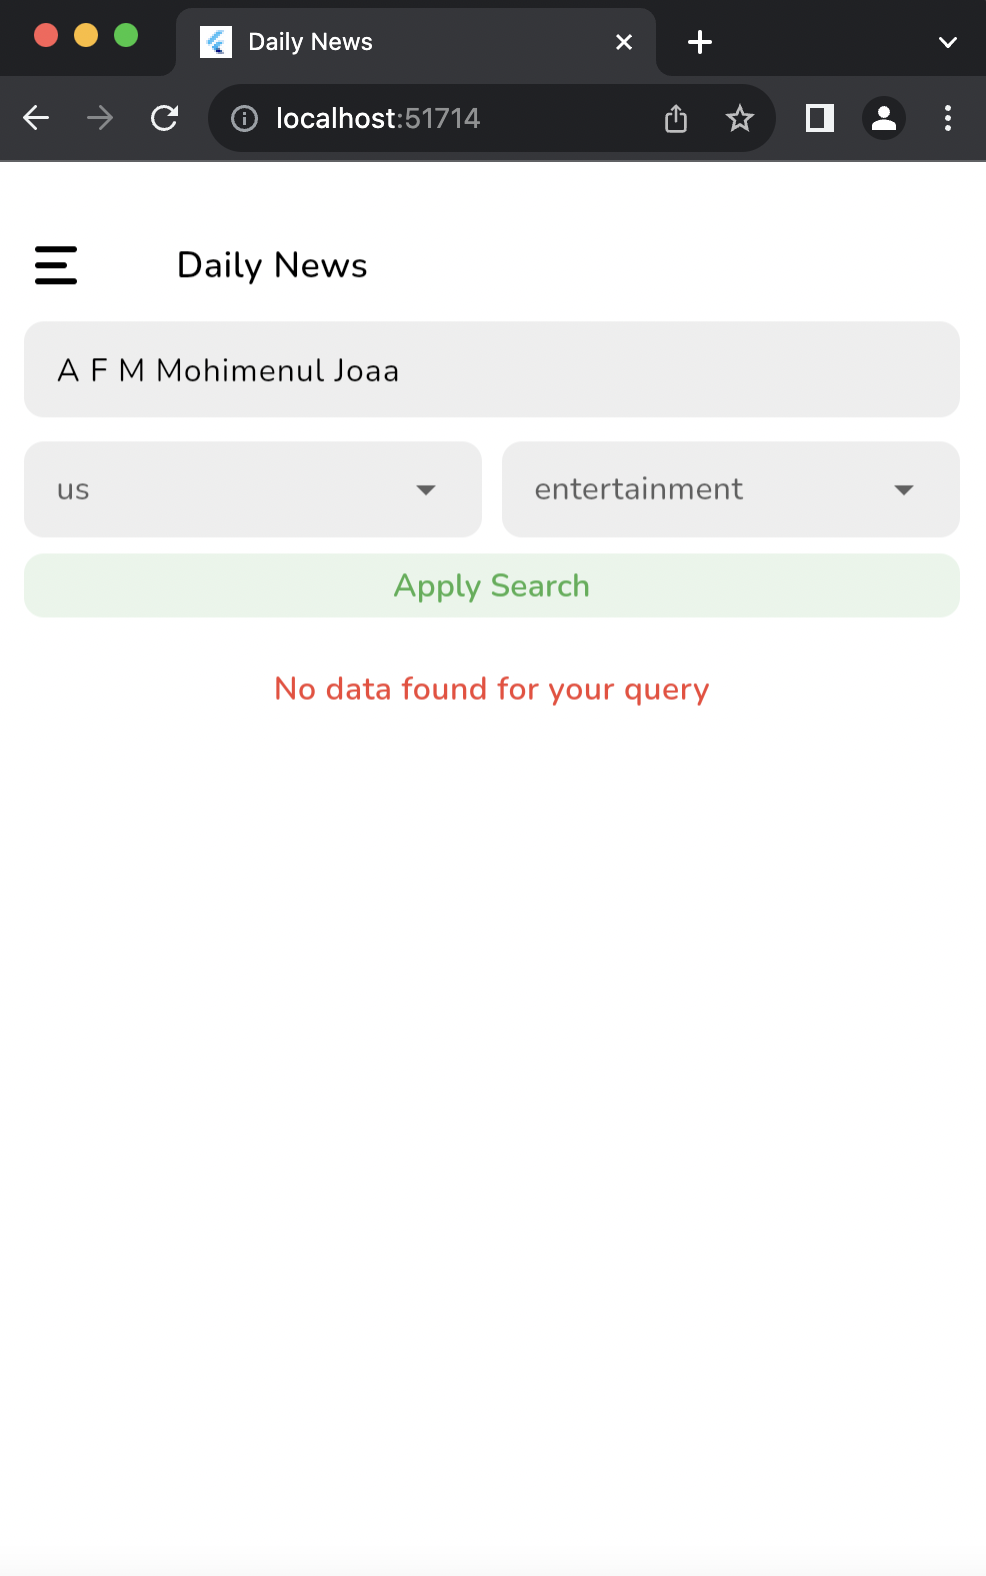 Daily News
localhost:51714
Daily News
A F M Mohimenul Joaa
us
entertainment
Apply Search
No data found for your query